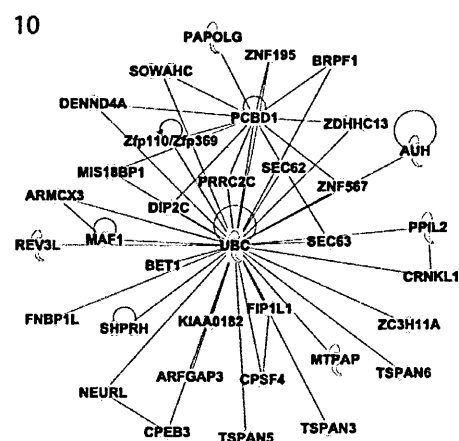 10
PAPOLG
ZNF195
BRPF1
SOWAHC
DENND4A
PCBD1
ZDHHC13
Zfp110/Zfp369
AUH
MIS18BP1
SEC62
PRRC2C
ZNF567
ARMCX3
DIP2C
PPIL2
REV3L
MAF1
UBC
SEC63
BET1
CRNKL1
FNBP1L
SHPRH
KIAA0182
FIP1L1
ZC3H11A
MTPAP
ARFGAP3
CPSF4
TSPAN6
NEURL
CPEB3
TSPAN5
TSPAN3